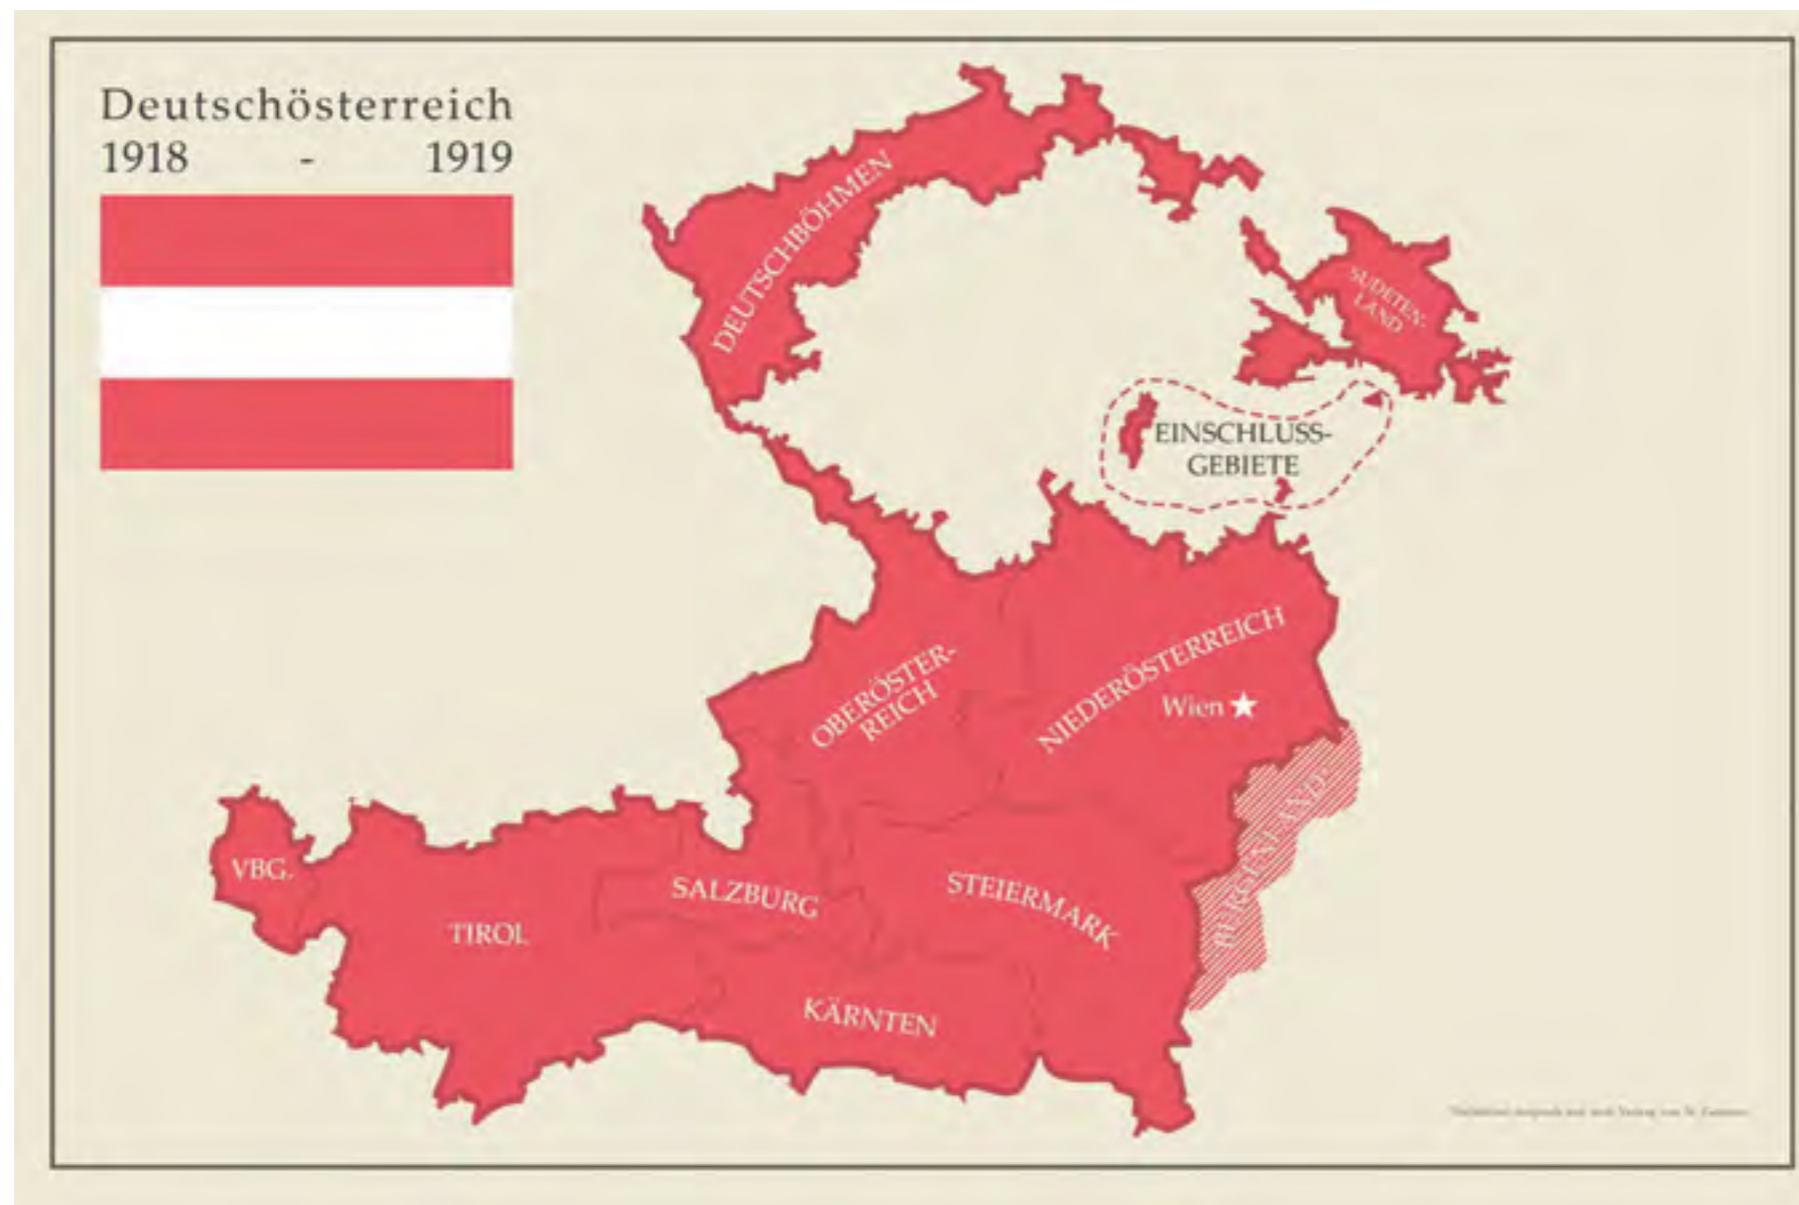 Deutschösterreich
1918 - 1919
DEUTSCHBÖHMEN
SUDETEN-
LAND
EINSCHLUSS-
GEBIETE
OBERÖSTER-
REICH
NIEDERÖSTERREICH
Wien
BURGENLAND
VBG.
TIROL
SALZBURG
STEIERMARK
KÄRNTEN